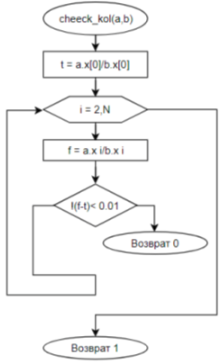 cheeck_kol(a,b)
t = a.x[0]/b.x[0]
i = 2,N
f = a.x i/b.x i
!(f-t)< 0.01
Возврат 0
Возврат 1